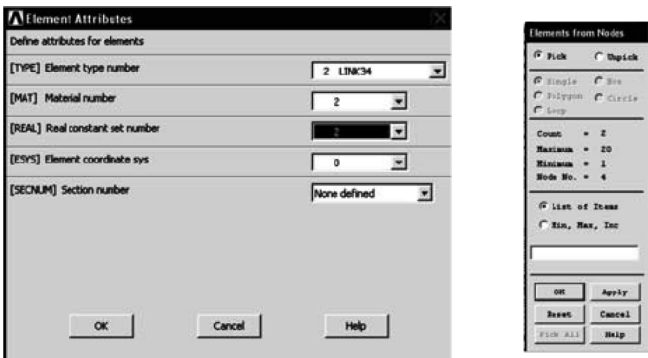 Element Attributes
Define attributes for elements
[TYPE] Element type number
2 LINK34
[MAT] Material number
2
[REAL] Real constant set number
2
[ESYS] Element coordinate sys
0
[SECNUM] Section number
None defined
OK
Cancel
Help
Elements from Nodes
Pick
Unpick
Single
Box
Polygon
Circle
Loop
Count = 2
Maximum = 20
Minimum = 1
Node No. = 4
List of Items
Min, Max, Inc
OK
Apply
Reset
Cancel
Pick All
Help